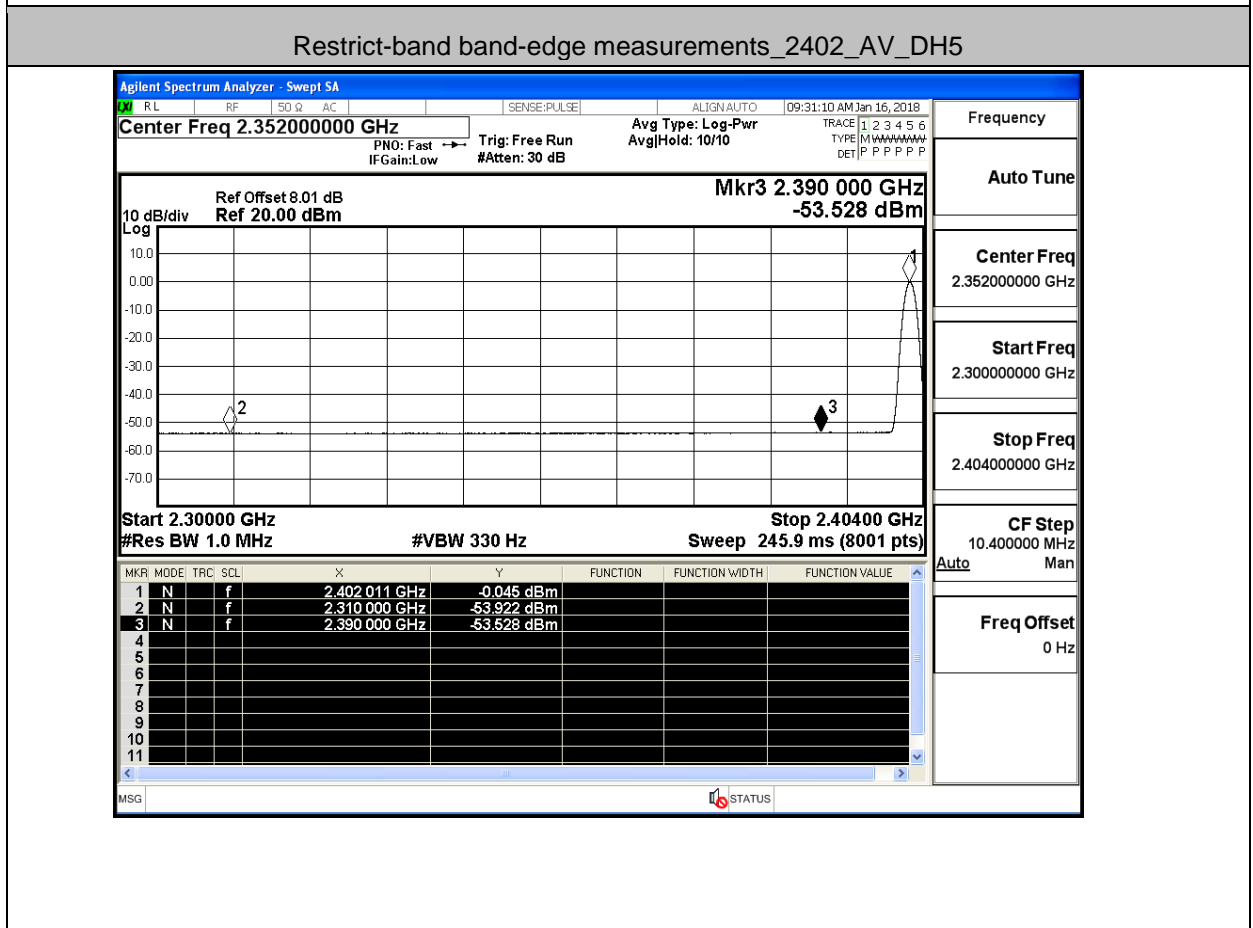 Restrict-band band-edge measurements_2402_AV_DH5
Agilent Spectrum Analyzer - Swept SA
LXI RL RF 50 Ω AC SENSE:PULSE ALIGN AUTO 09:31:10 AM Jan 16, 2018
Center Freq 2.352000000 GHz
PNO: Fast
IFGain:Low
Trig: Free Run
#Atten: 30 dB
Avg Type: Log-Pwr
Avg|Hold: 10/10
TRACE 1 2 3 4 5 6
TYPE M WWWWW
DET P P P P P P
Frequency
Auto Tune
Center Freq
2.352000000 GHz
Start Freq
2.300000000 GHz
Stop Freq
2.404000000 GHz
CF Step
10.400000 MHz
Auto Man
Freq Offset
0 Hz
Mkr3 2.390 000 GHz
-53.528 dBm
Ref Offset 8.01 dB
10 dB/div Ref 20.00 dBm
Log
10.0
0.00
-10.0
-20.0
-30.0
-40.0
-50.0
-60.0
-70.0
1
2
3
Start 2.30000 GHz Stop 2.40400 GHz
#Res BW 1.0 MHz #VBW 330 Hz Sweep 245.9 ms (8001 pts)
MKR MODE TRC SCL X Y FUNCTION FUNCTION WIDTH FUNCTION VALUE
1 N f 2.402 011 GHz -0.045 dBm
2 N f 2.310 000 GHz -53.922 dBm
3 N f 2.390 000 GHz -53.528 dBm
4
5
6
7
8
9
10
11
MSG STATUS